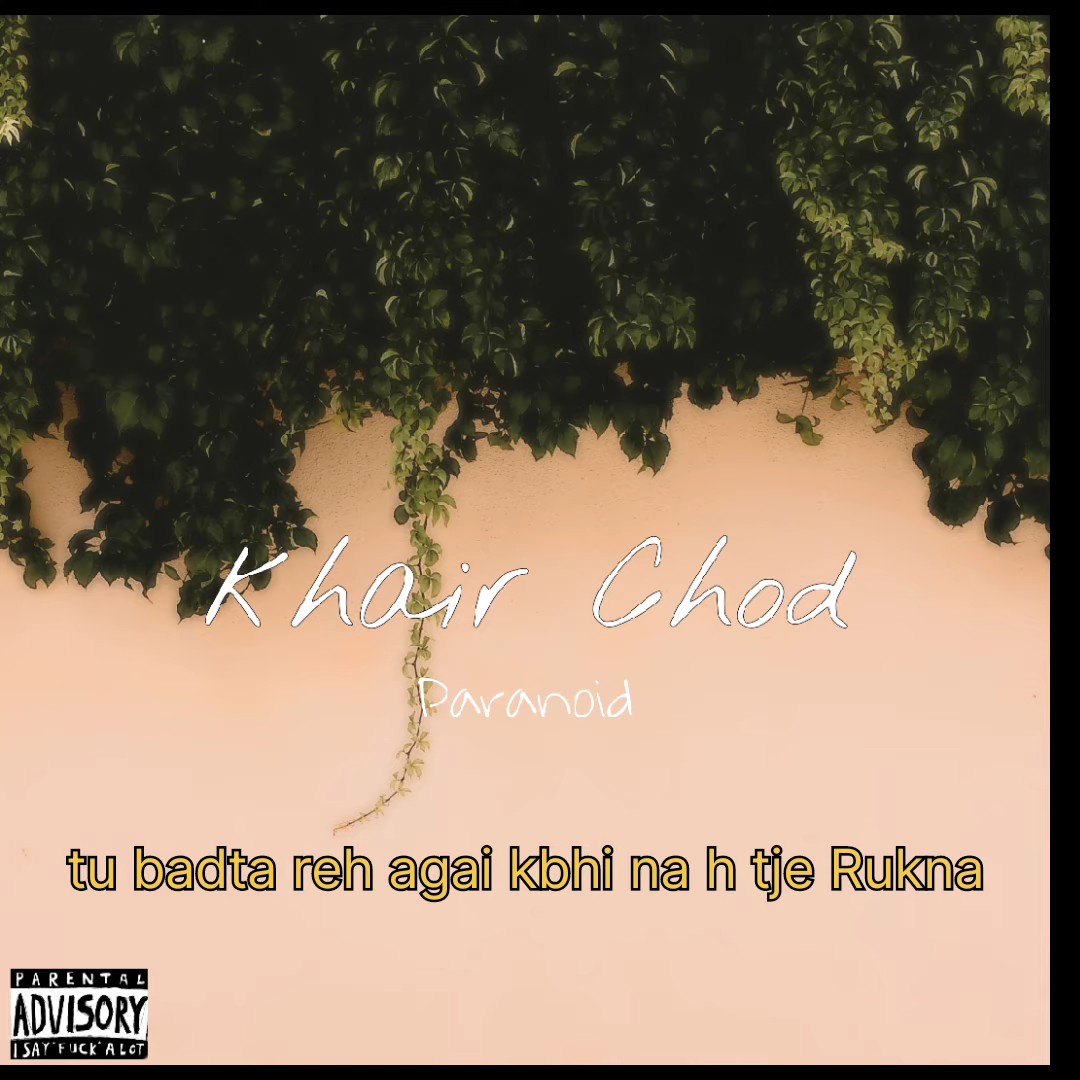 Khair Chod
Paranoid
tu badta reh agai kbhi na h tje Rukna
PARENTAL
ADVISORY
I SAY "FUCK" A LOT